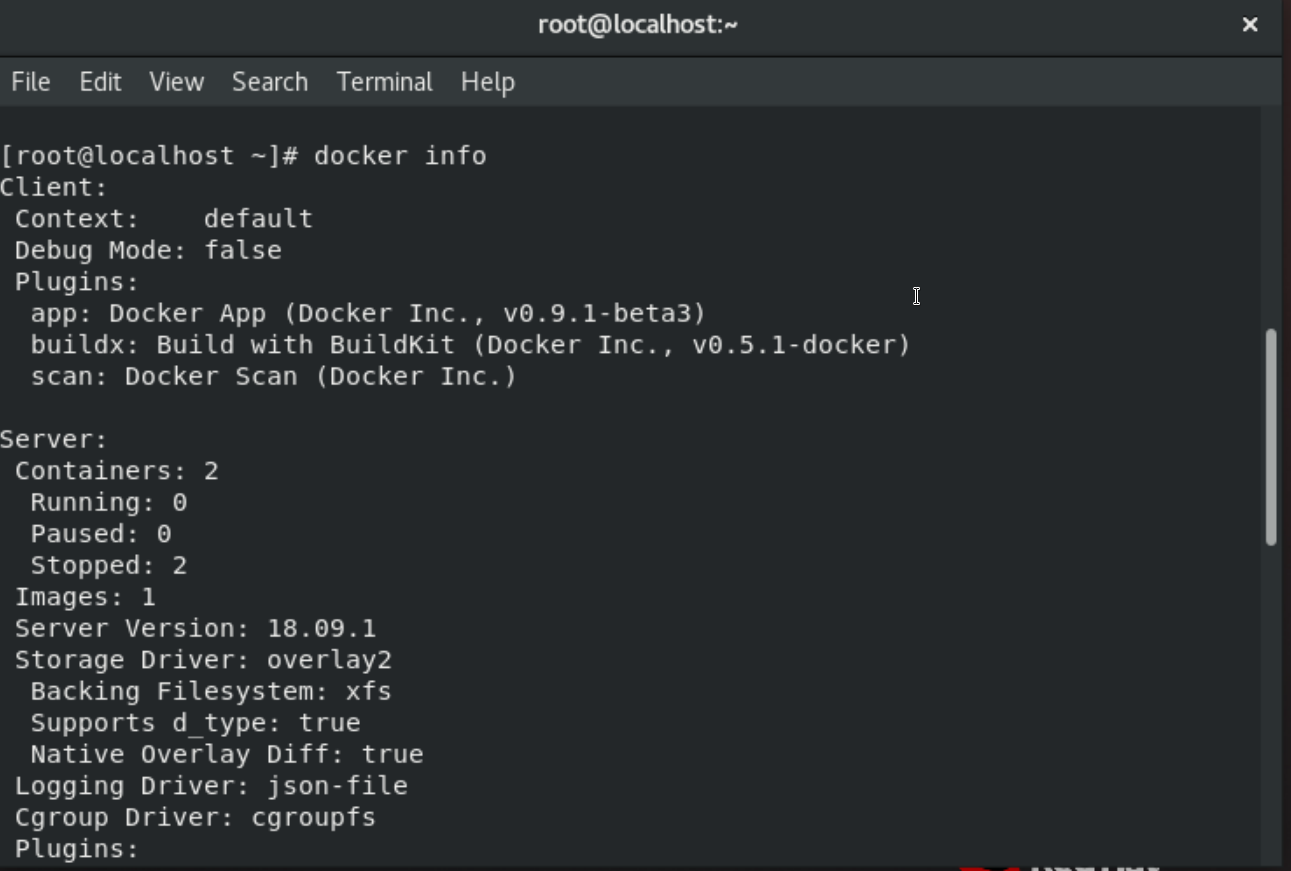 root@localhost:~ ×
File Edit View Search Terminal Help
[root@localhost ~]# docker info
Client:
 Context:    default
 Debug Mode: false
 Plugins:
  app: Docker App (Docker Inc., v0.9.1-beta3)
  buildx: Build with BuildKit (Docker Inc., v0.5.1-docker)
  scan: Docker Scan (Docker Inc.)
Server:
 Containers: 2
  Running: 0
  Paused: 0
  Stopped: 2
 Images: 1
 Server Version: 18.09.1
 Storage Driver: overlay2
  Backing Filesystem: xfs
  Supports d_type: true
  Native Overlay Diff: true
 Logging Driver: json-file
 Cgroup Driver: cgroupfs
 Plugins: